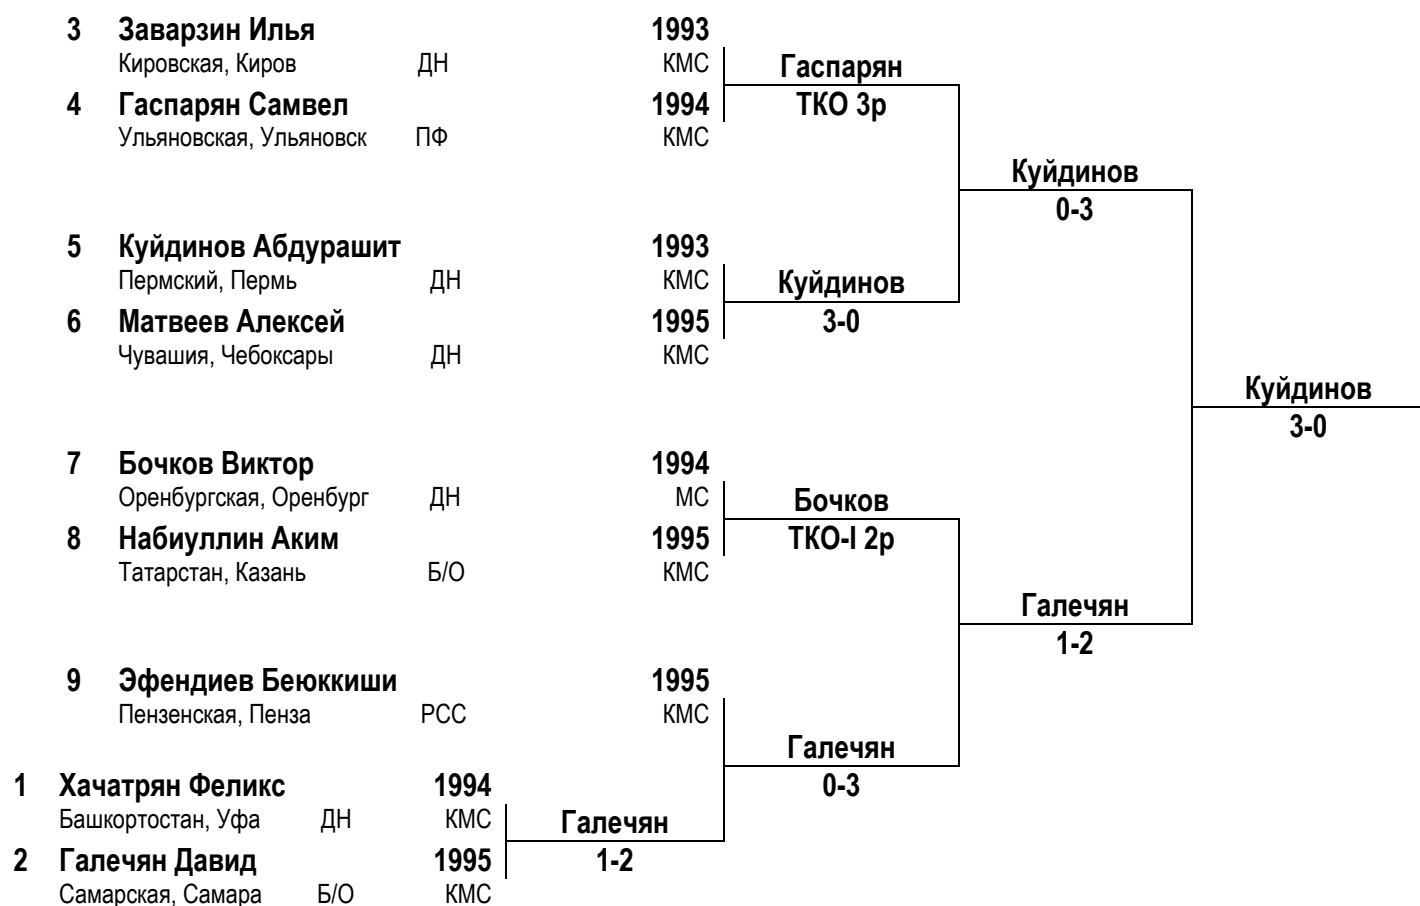 3 Заварзин Илья 1993
Кировская, Киров ДН КМС
Гаспарян
4 Гаспарян Самвел 1994
ТКО 3р
Ульяновская, Ульяновск ПФ КМС
Куйдинов
0-3
5 Куйдинов Абдурашит 1993
Пермский, Пермь ДН КМС
Куйдинов
6 Матвеев Алексей 1995
3-0
Чувашия, Чебоксары ДН КМС
Куйдинов
3-0
7 Бочков Виктор 1994
Оренбургская, Оренбург ДН МС
Бочков
8 Набиуллин Аким 1995
ТКО-I 2р
Татарстан, Казань Б/О КМС
Галечян
1-2
9 Эфендиев Беюккиши 1995
Пензенская, Пенза РСС КМС
Галечян
0-3
1 Хачатрян Феликс 1994
Башкортостан, Уфа ДН КМС
Галечян
2 Галечян Давид 1995
1-2
Самарская, Самара Б/О КМС